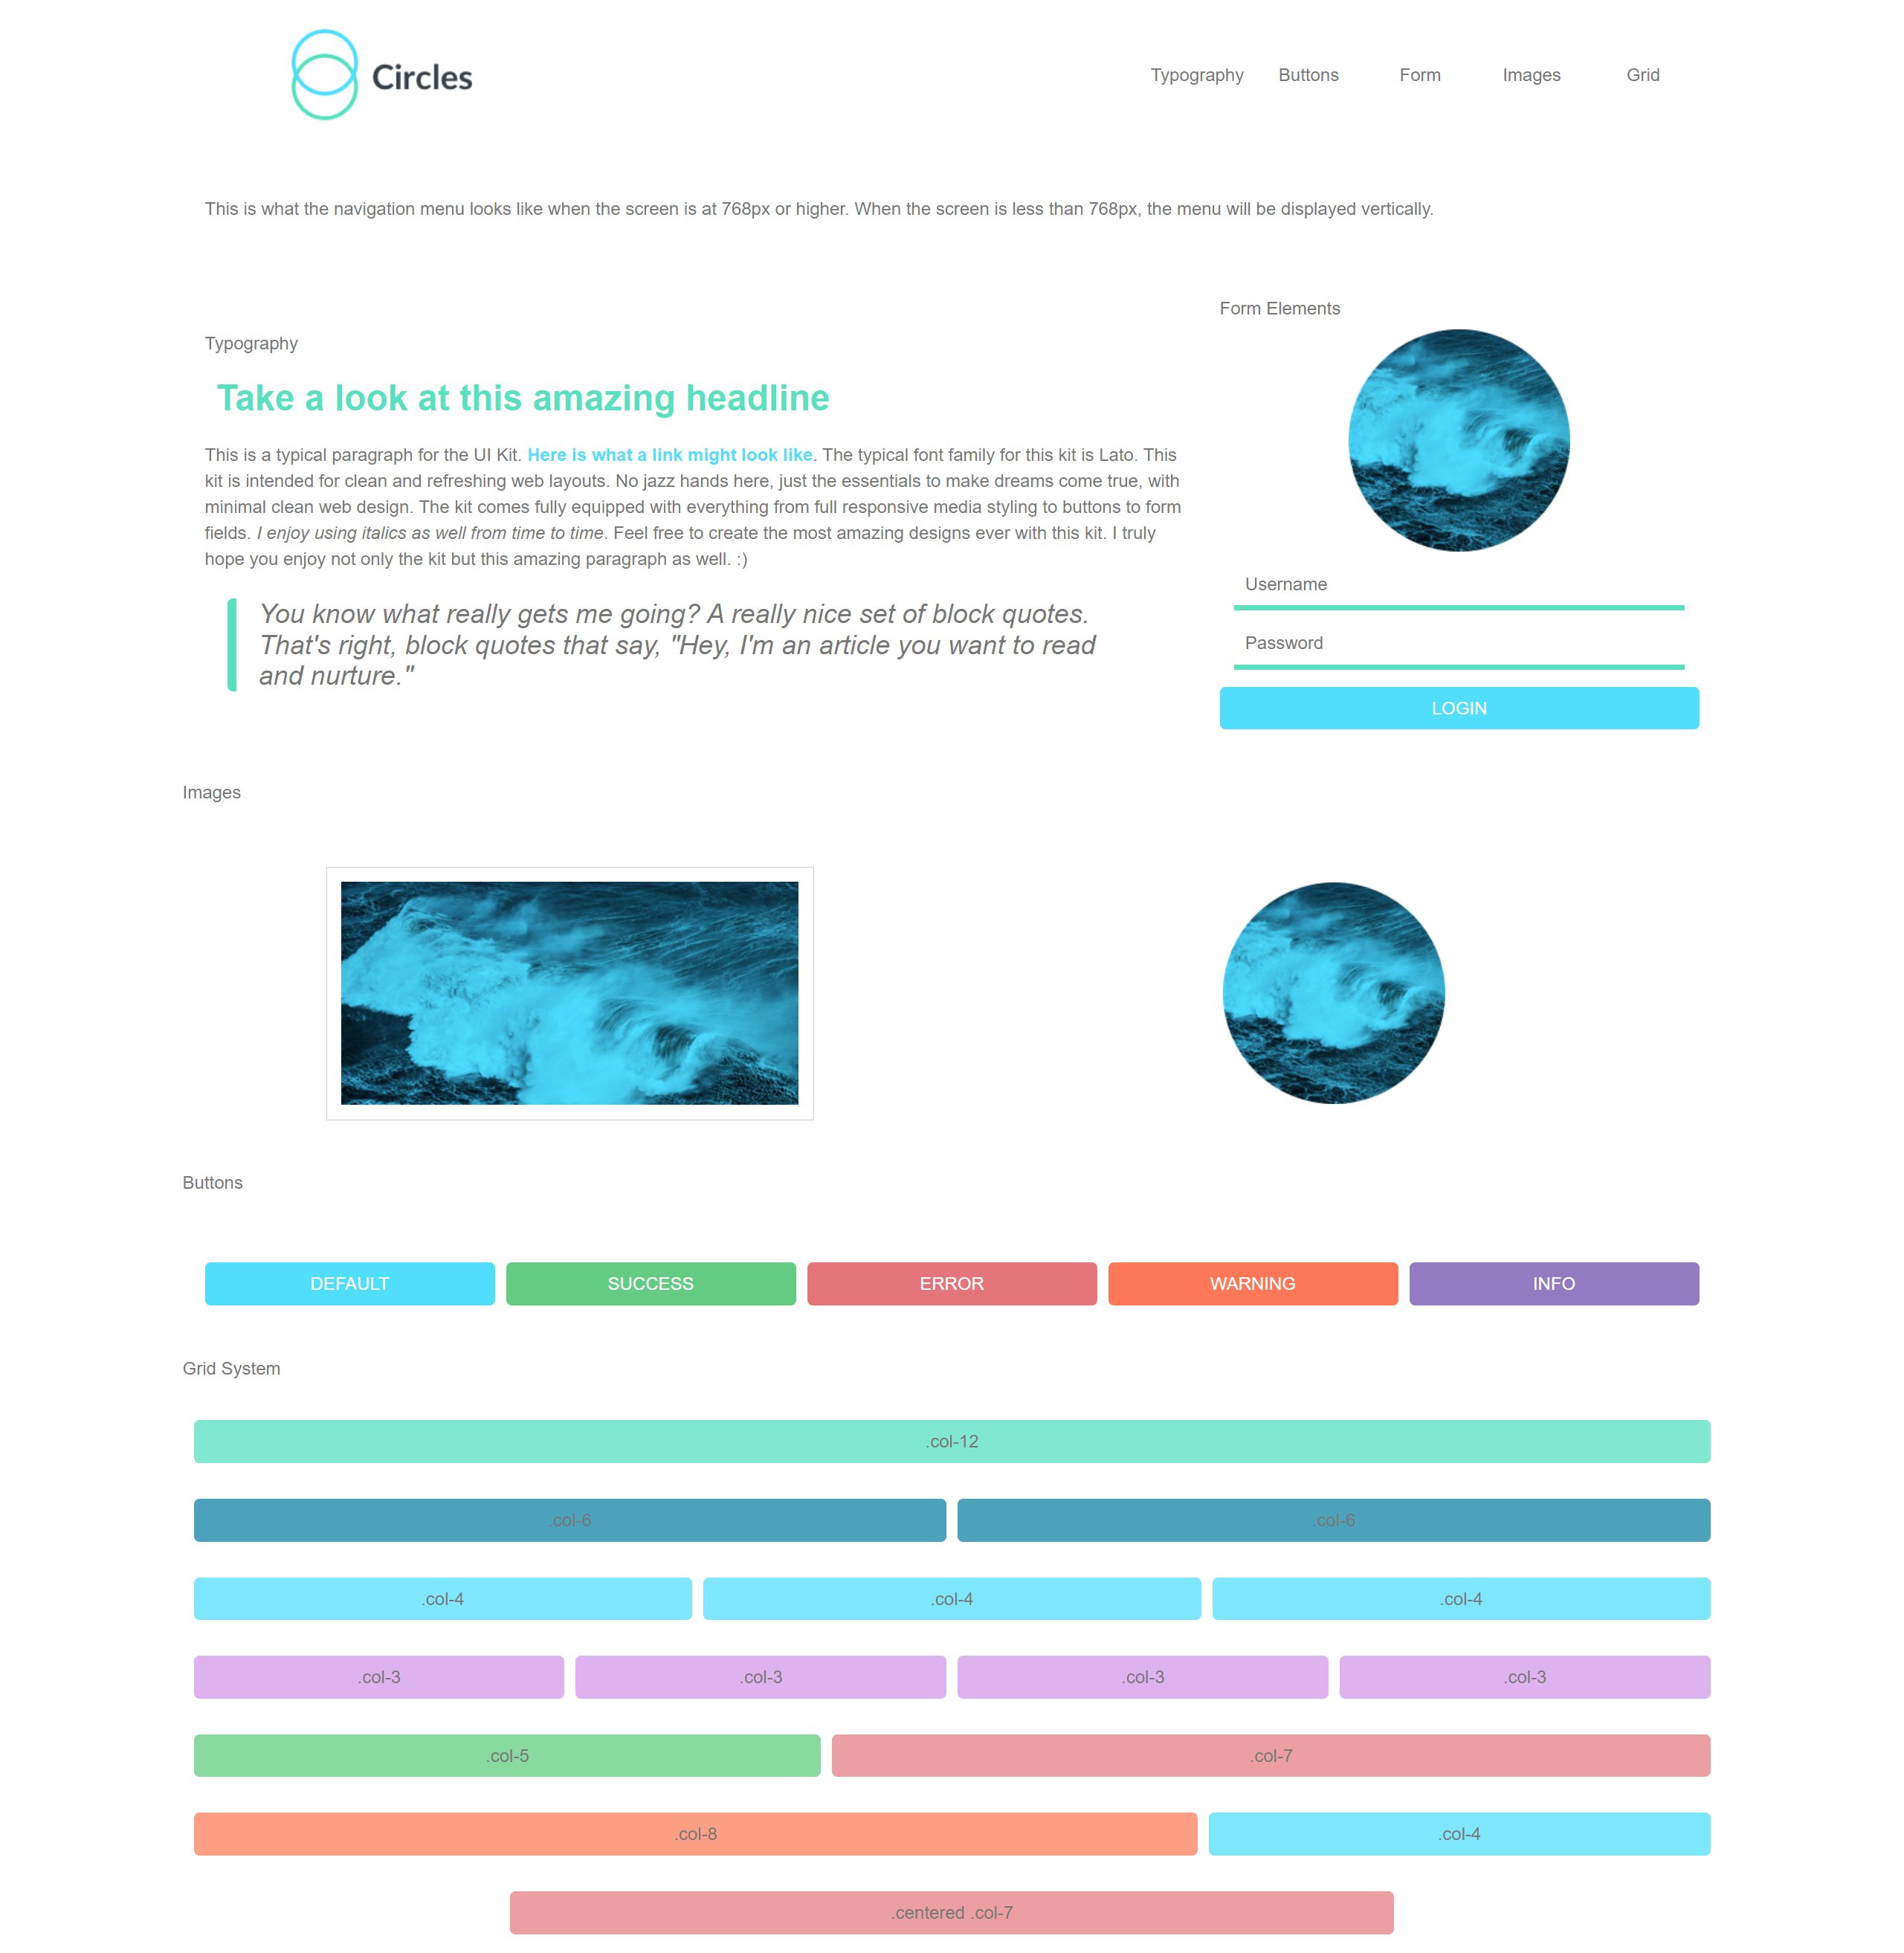 Circles
Typography Buttons Form Images Grid
This is what the navigation menu looks like when the screen is at 768px or higher. When the screen is less than 768px, the menu will be displayed vertically.
Typography
Take a look at this amazing headline
This is a typical paragraph for the UI Kit. Here is what a link might look like. The typical font family for this kit is Lato. This
kit is intended for clean and refreshing web layouts. No jazz hands here, just the essentials to make dreams come true, with
minimal clean web design. The kit comes fully equipped with everything from full responsive media styling to buttons to form
fields. I enjoy using italics as well from time to time. Feel free to create the most amazing designs ever with this kit. I truly
hope you enjoy not only the kit but this amazing paragraph as well. :)
You know what really gets me going? A really nice set of block quotes.
That's right, block quotes that say, "Hey, I'm an article you want to read
and nurture."
Form Elements
Username
Password
LOGIN
Images
Buttons
DEFAULT SUCCESS ERROR WARNING INFO
Grid System
.col-12
.col-6 .col-6
.col-4 .col-4 .col-4
.col-3 .col-3 .col-3 .col-3
.col-5 .col-7
.col-8 .col-4
.centered .col-7